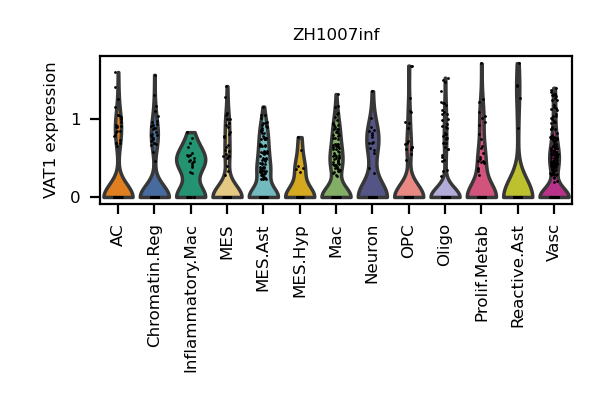 ZH1007inf
VAT1 expression
1
0
AC
Chromatin.Reg
Inflammatory.Mac
MES
MES.Ast
MES.Hyp
Mac
Neuron
OPC
Oligo
Prolif.Metab
Reactive.Ast
Vasc